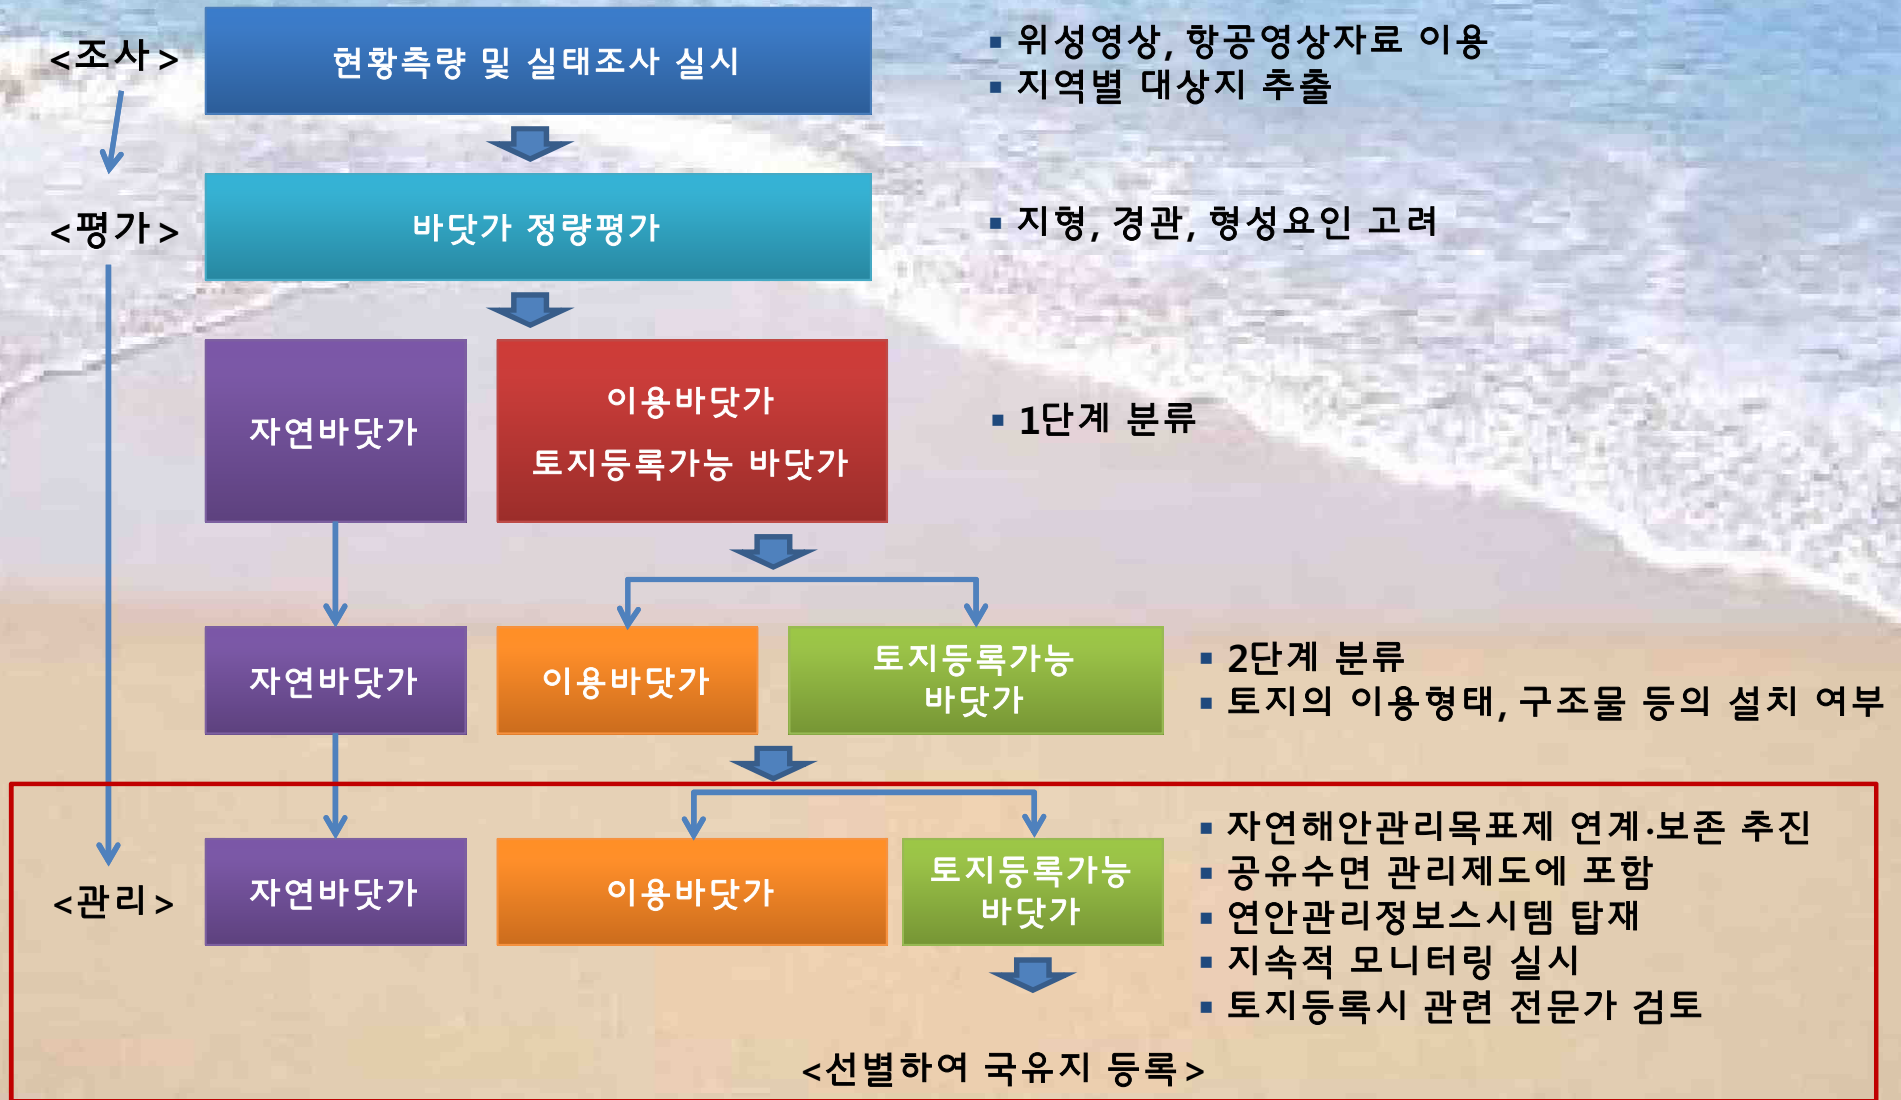 <조사>
현황측량 및 실태조사 실시
▪ 위성영상, 항공영상자료 이용
▪ 지역별 대상지 추출
<평가>
바닷가 정량평가
▪ 지형, 경관, 형성요인 고려
자연바닷가
이용바닷가
토지등록가능 바닷가
▪ 1단계 분류
자연바닷가
이용바닷가
토지등록가능
바닷가
▪ 2단계 분류
▪ 토지의 이용형태, 구조물 등의 설치 여부
<관리>
자연바닷가
이용바닷가
토지등록가능
바닷가
▪ 자연해안관리목표제 연계·보존 추진
▪ 공유수면 관리제도에 포함
▪ 연안관리정보스시템 탑재
▪ 지속적 모니터링 실시
▪ 토지등록시 관련 전문가 검토
<선별하여 국유지 등록>